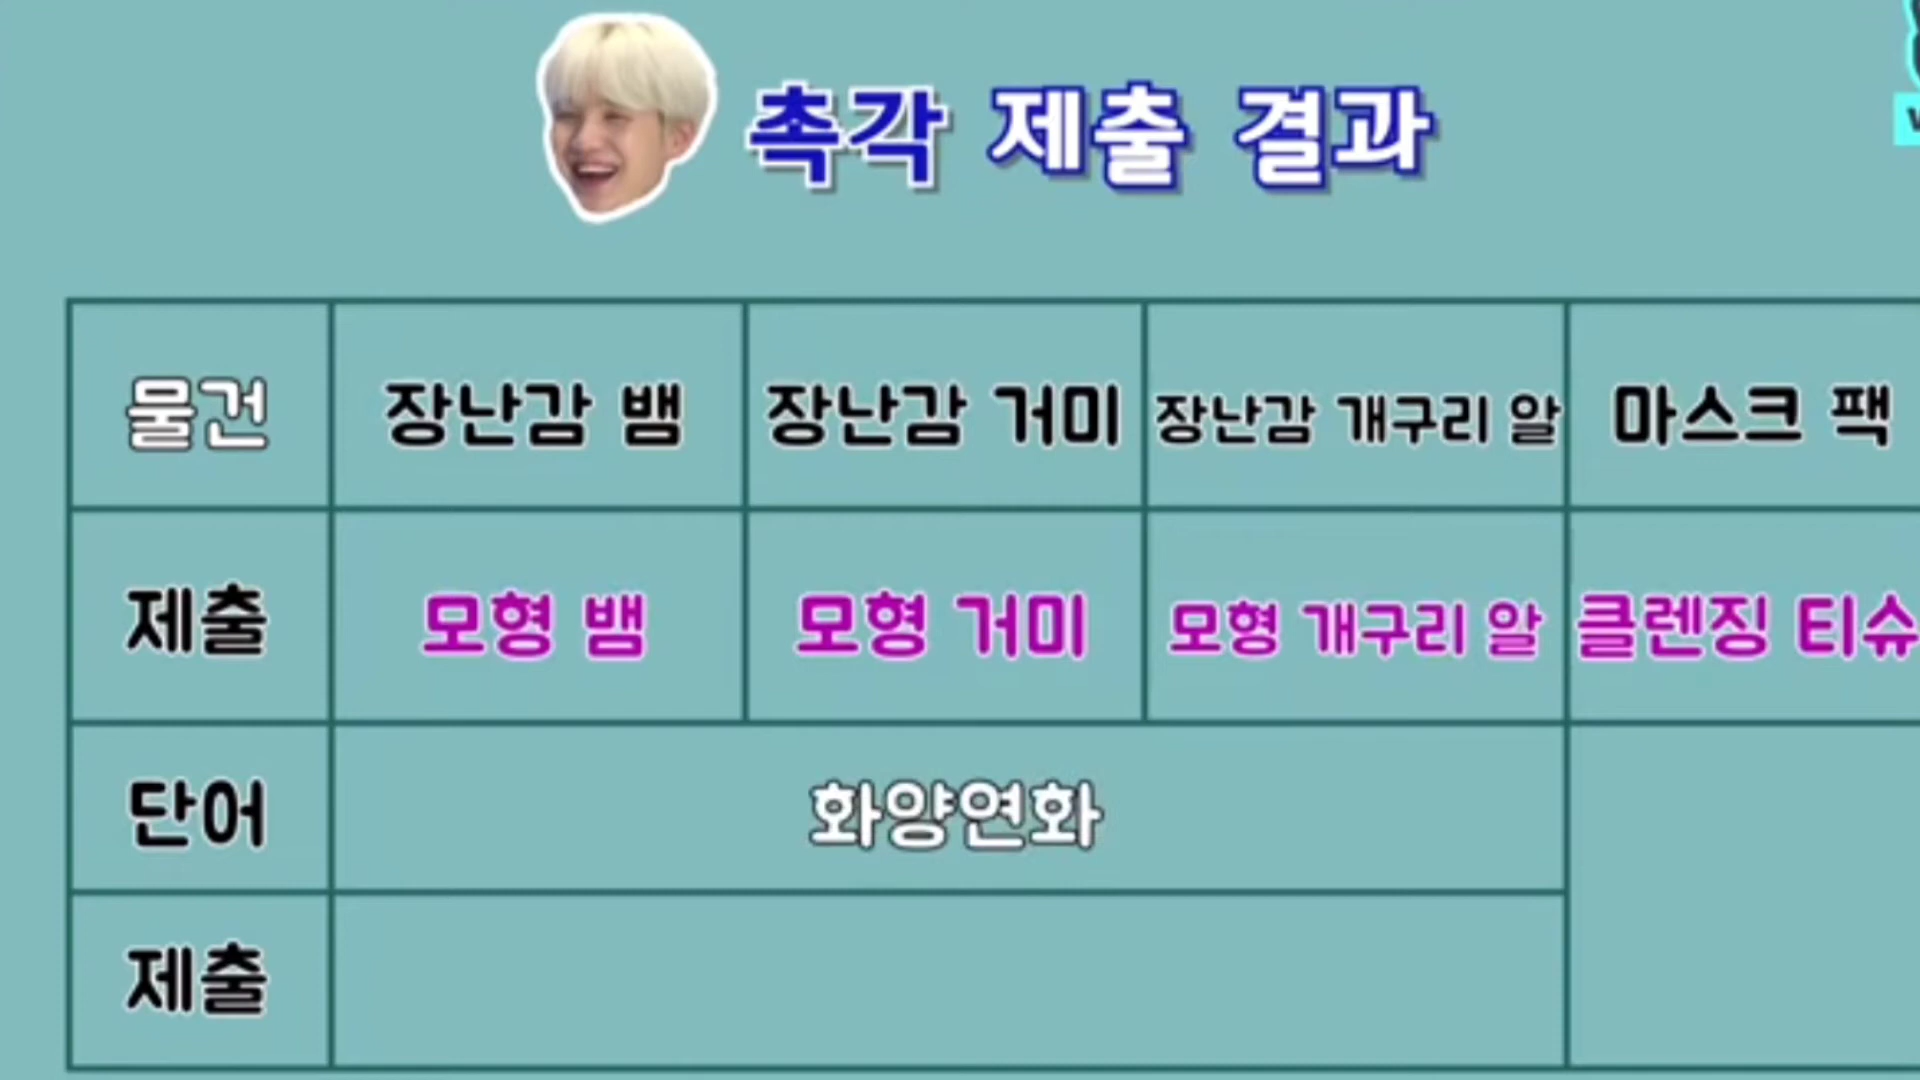 촉각 제출 결과
물건 장난감 뱀 장난감 거미 장난감 개구리 알 마스크 팩
제출 모형 뱀 모형 거미 모형 개구리 알 클렌징 티슈
단어 화양연화
제출